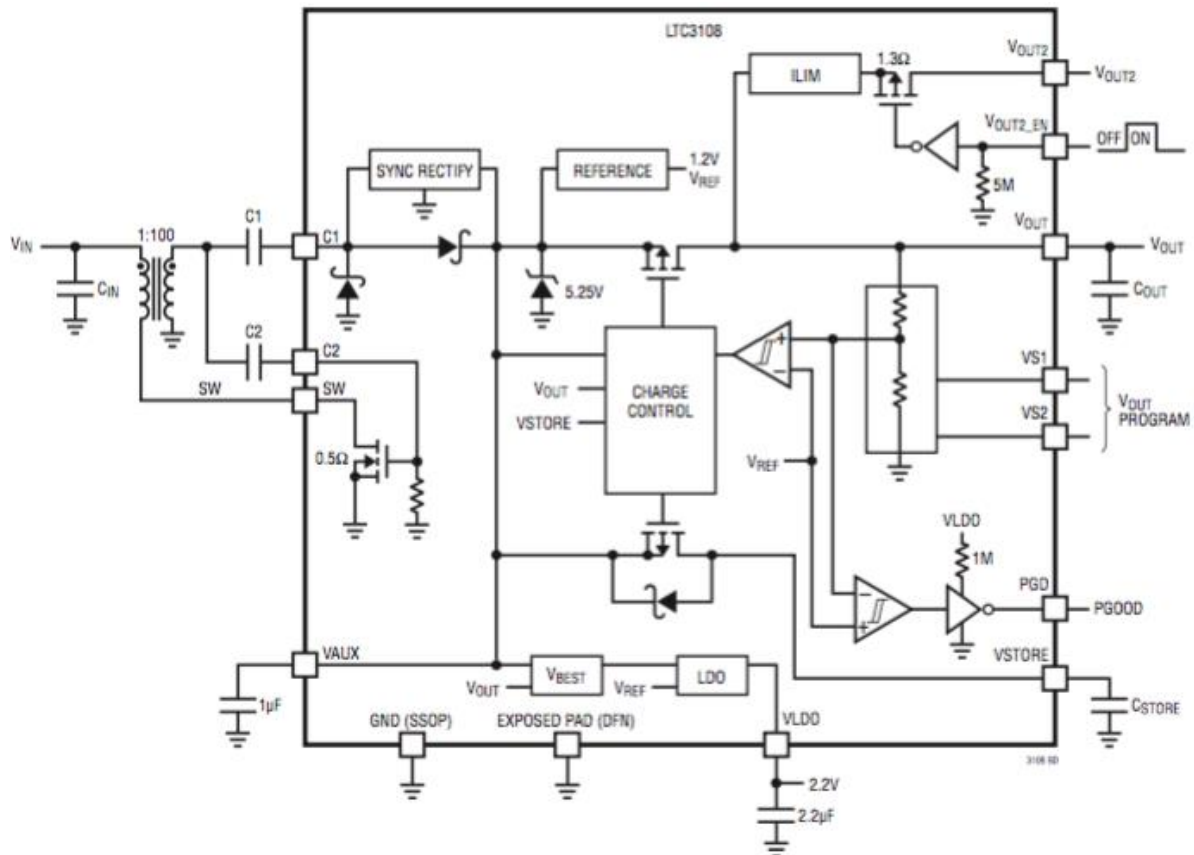 LTC3108
ILIM
1.3Ω
VOUT2
VOUT2
VOUT2_EN
OFF ON
5M
SYNC RECTIFY
REFERENCE
1.2V
VREF
VIN
1:100
C1
C1
VOUT
VOUT
CIN
5.25V
COUT
C2
C2
SW
SW
CHARGE
CONTROL
VOUT
VSTORE
VREF
VS1
VS2
VOUT
PROGRAM
0.5Ω
VLDO
1M
PGD
PGOOD
VSTORE
CSTORE
VAUX
1µF
VOUT
VBEST
VREF
LDO
GND (SSOP)
EXPOSED PAD (DFN)
VLDO
2.2V
2.2µF
+
−
−
+